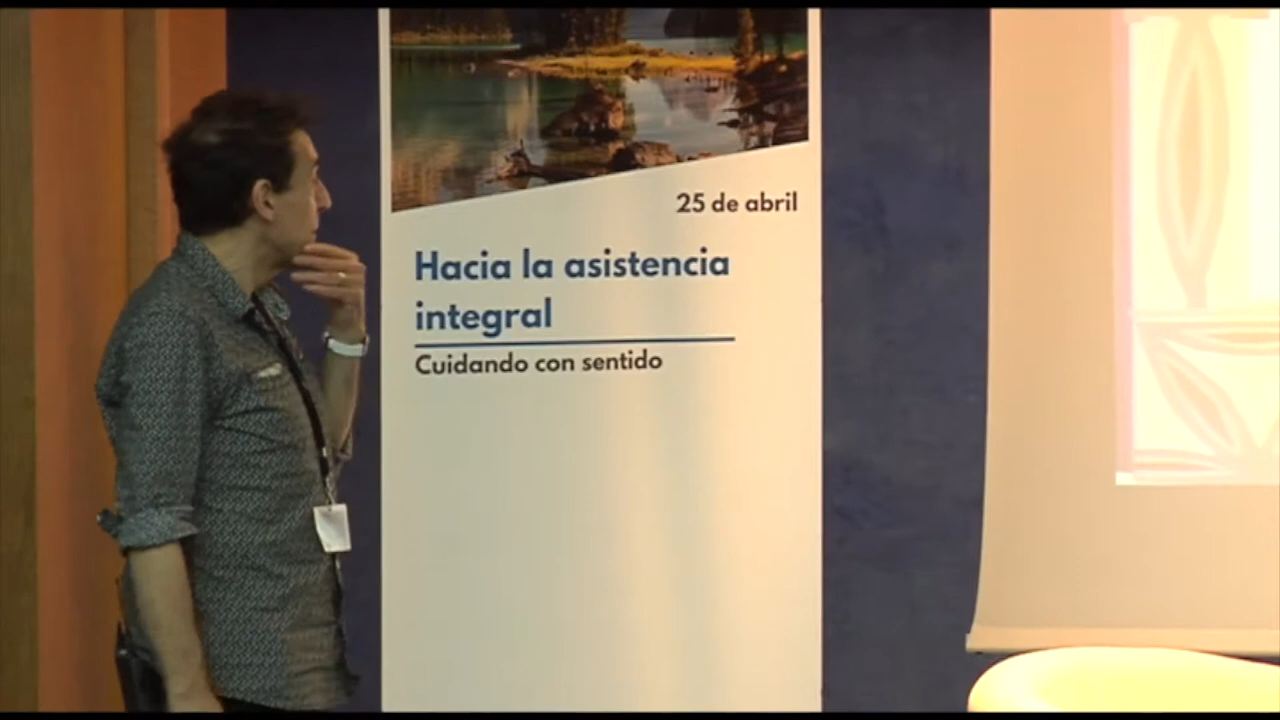 25 de abril
Hacia la asistencia
integral
Cuidando con sentido